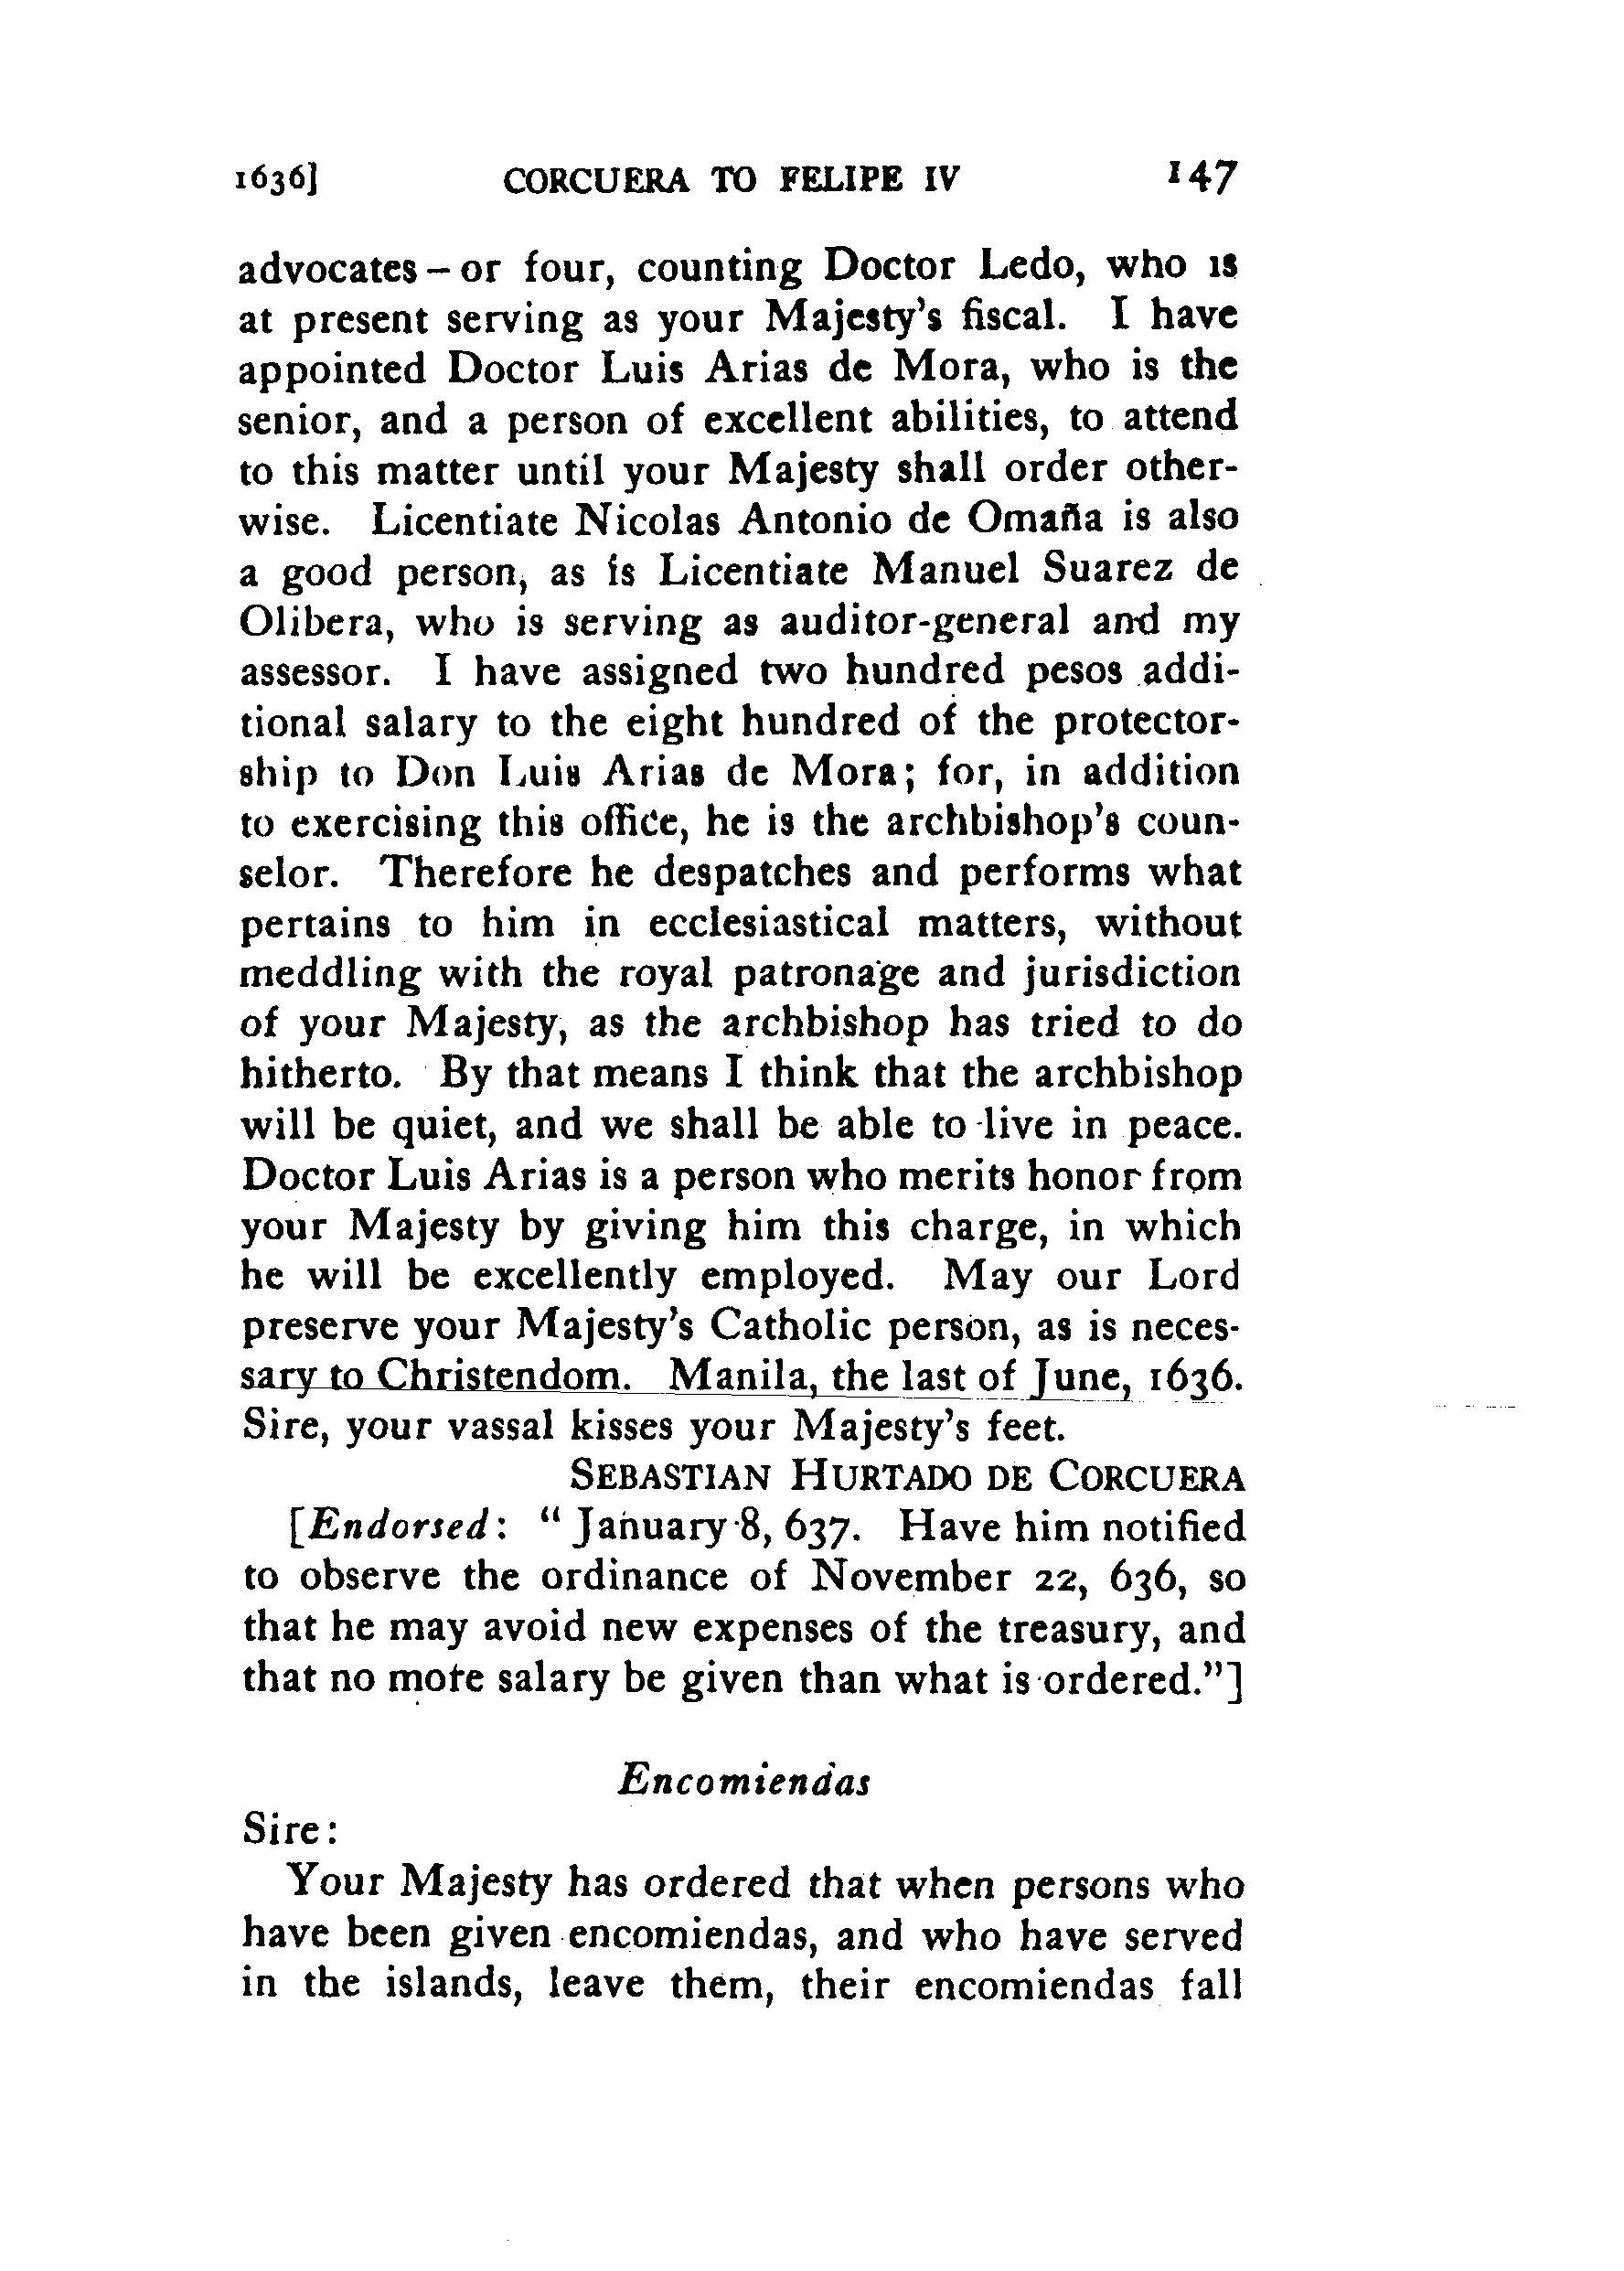 1636] CORCUERA TO FELIPE IV 147
advocates – or four, counting Doctor Ledo, who is
at present serving as your Majesty's fiscal. I have
appointed Doctor Luis Arias de Mora, who is the
senior, and a person of excellent abilities, to attend
to this matter until your Majesty shall order other-
wise. Licentiate Nicolas Antonio de Omaña is also
a good person, as is Licentiate Manuel Suarez de
Olibera, who is serving as auditor-general and my
assessor. I have assigned two hundred pesos addi-
tional salary to the eight hundred of the protector-
ship to Don Luis Arias de Mora; for, in addition
to exercising this office, he is the archbishop's coun-
selor. Therefore he despatches and performs what
pertains to him in ecclesiastical matters, without
meddling with the royal patronage and jurisdiction
of your Majesty, as the archbishop has tried to do
hitherto. By that means I think that the archbishop
will be quiet, and we shall be able to live in peace.
Doctor Luis Arias is a person who merits honor from
your Majesty by giving him this charge, in which
he will be excellently employed. May our Lord
preserve your Majesty's Catholic person, as is neces-
sary to Christendom. Manila, the last of June, 1636.
Sire, your vassal kisses your Majesty's feet.
SEBASTIAN HURTADO DE CORCUERA
[Endorsed: " January 8, 637. Have him notified
to observe the ordinance of November 22, 636, so
that he may avoid new expenses of the treasury, and
that no more salary be given than what is ordered."]
Encomiendas
Sire:
Your Majesty has ordered that when persons who
have been given encomiendas, and who have served
in the islands, leave them, their encomiendas fall